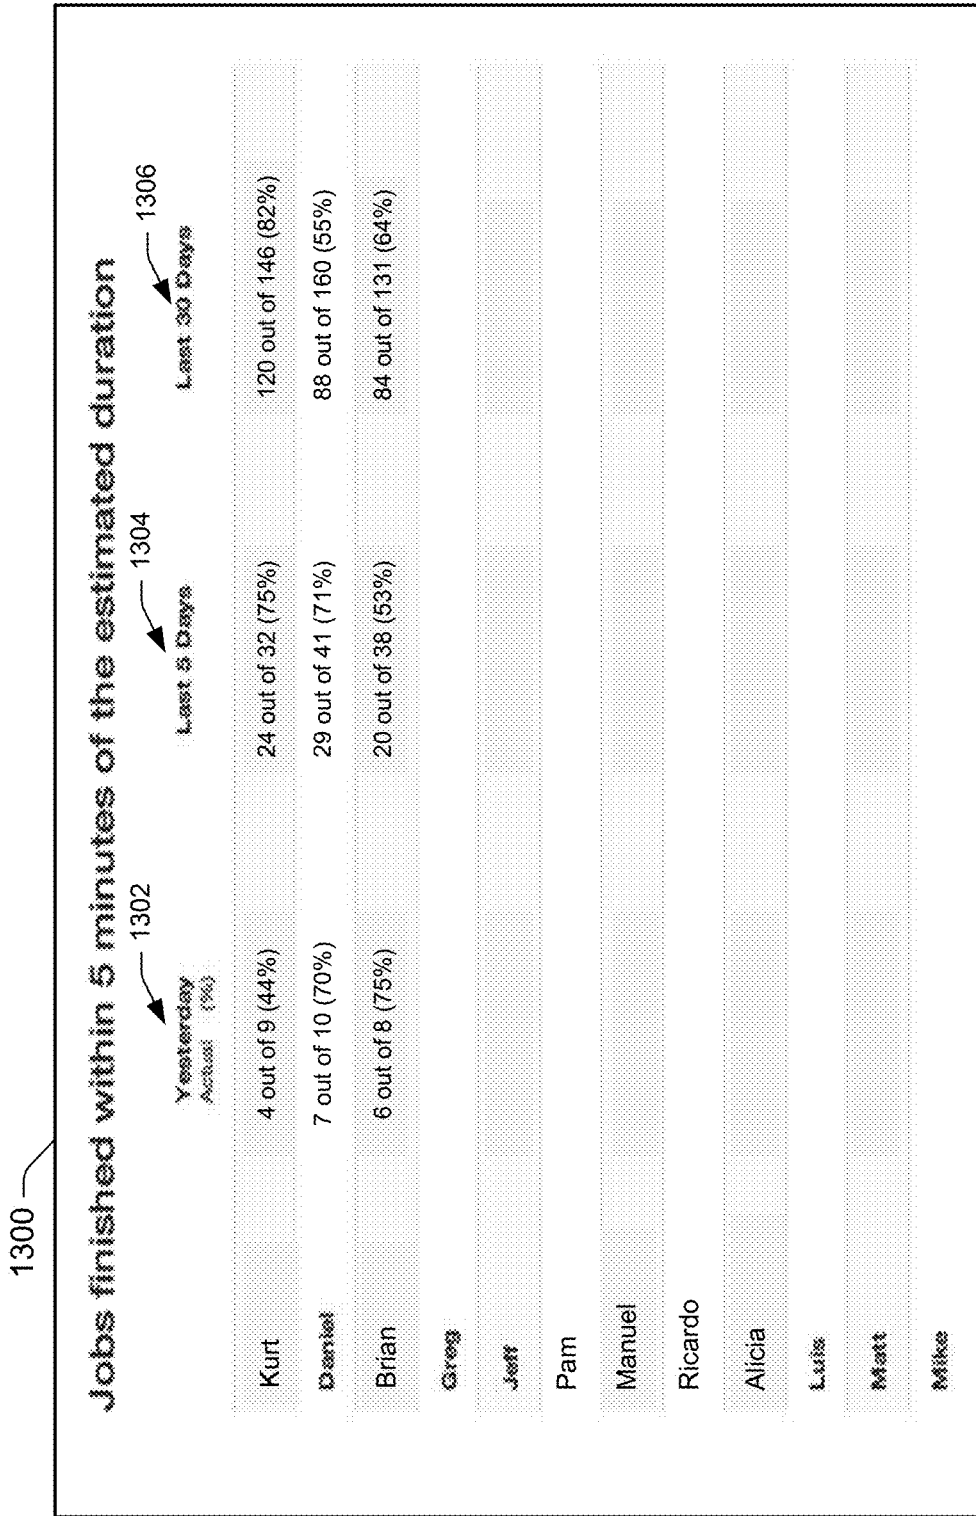 1300
Jobs finished within 5 minutes of the estimated duration
1302 1304 1306
Yesterday Last 5 Days Last 30 Days
Actual (%)
Kurt 4 out of 9 (44%) 24 out of 32 (75%) 120 out of 146 (82%)
Daniel 7 out of 10 (70%) 29 out of 41 (71%) 88 out of 160 (55%)
Brian 6 out of 8 (75%) 20 out of 38 (53%) 84 out of 131 (64%)
Greg
Jeff
Pam
Manuel
Ricardo
Alicia
Luis
Matt
Mike